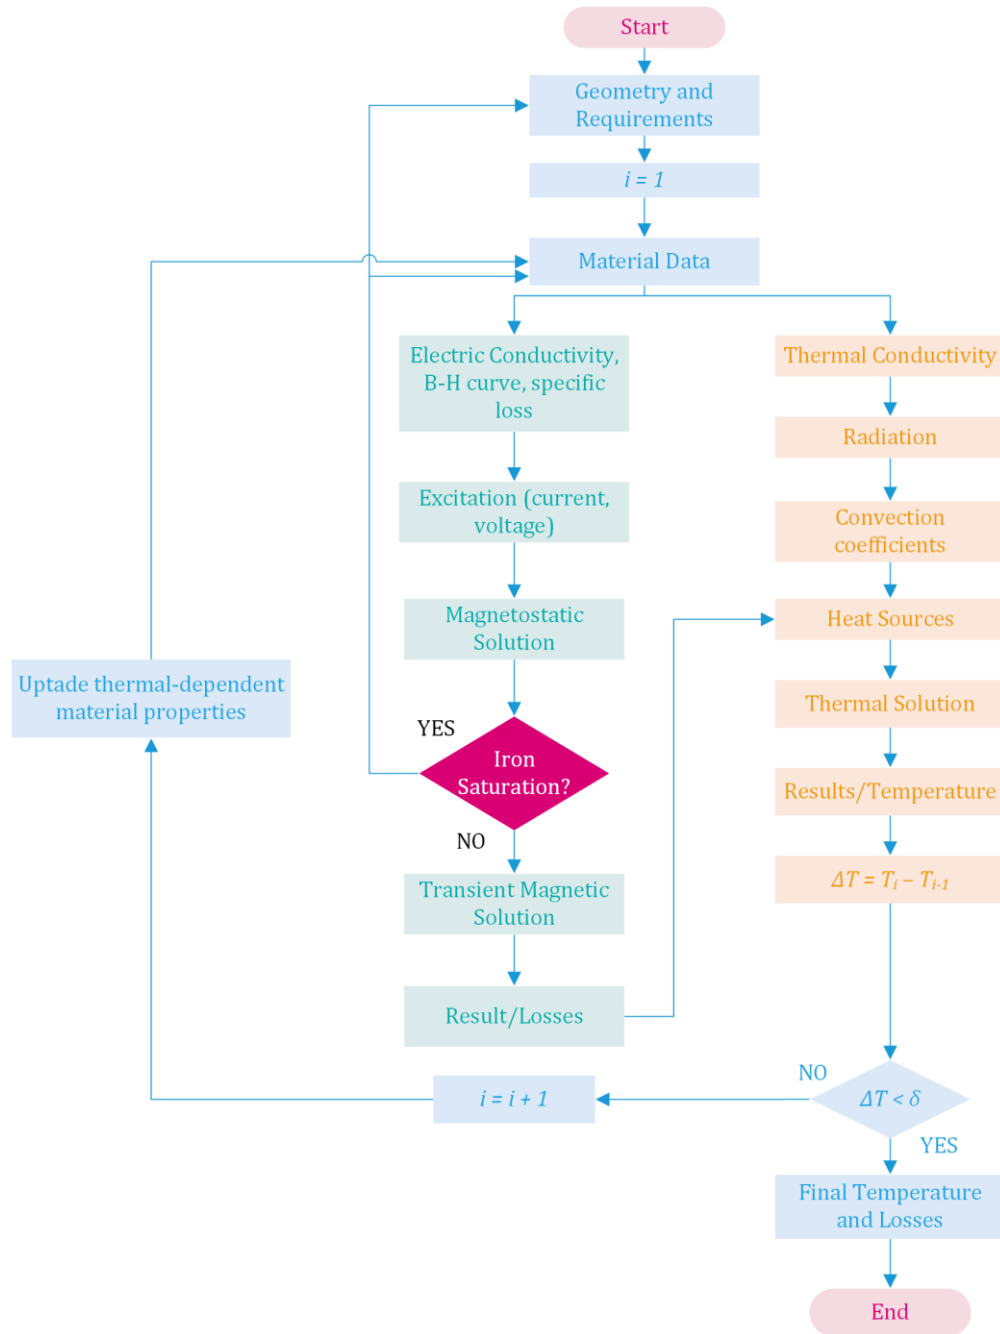 Start
Geometry and
Requirements
i = 1
Material Data
Electric Conductivity,
B-H curve, specific
loss
Excitation (current,
voltage)
Magnetostatic
Solution
YES
Iron
Saturation?
NO
Transient Magnetic
Solution
Result/Losses
Thermal Conductivity
Radiation
Convection
coefficients
Heat Sources
Thermal Solution
Results/Temperature
ΔT = Tᵢ – Tᵢ₋₁
NO
ΔT < δ
YES
i = i + 1
Uptade thermal-dependent
material properties
Final Temperature
and Losses
End